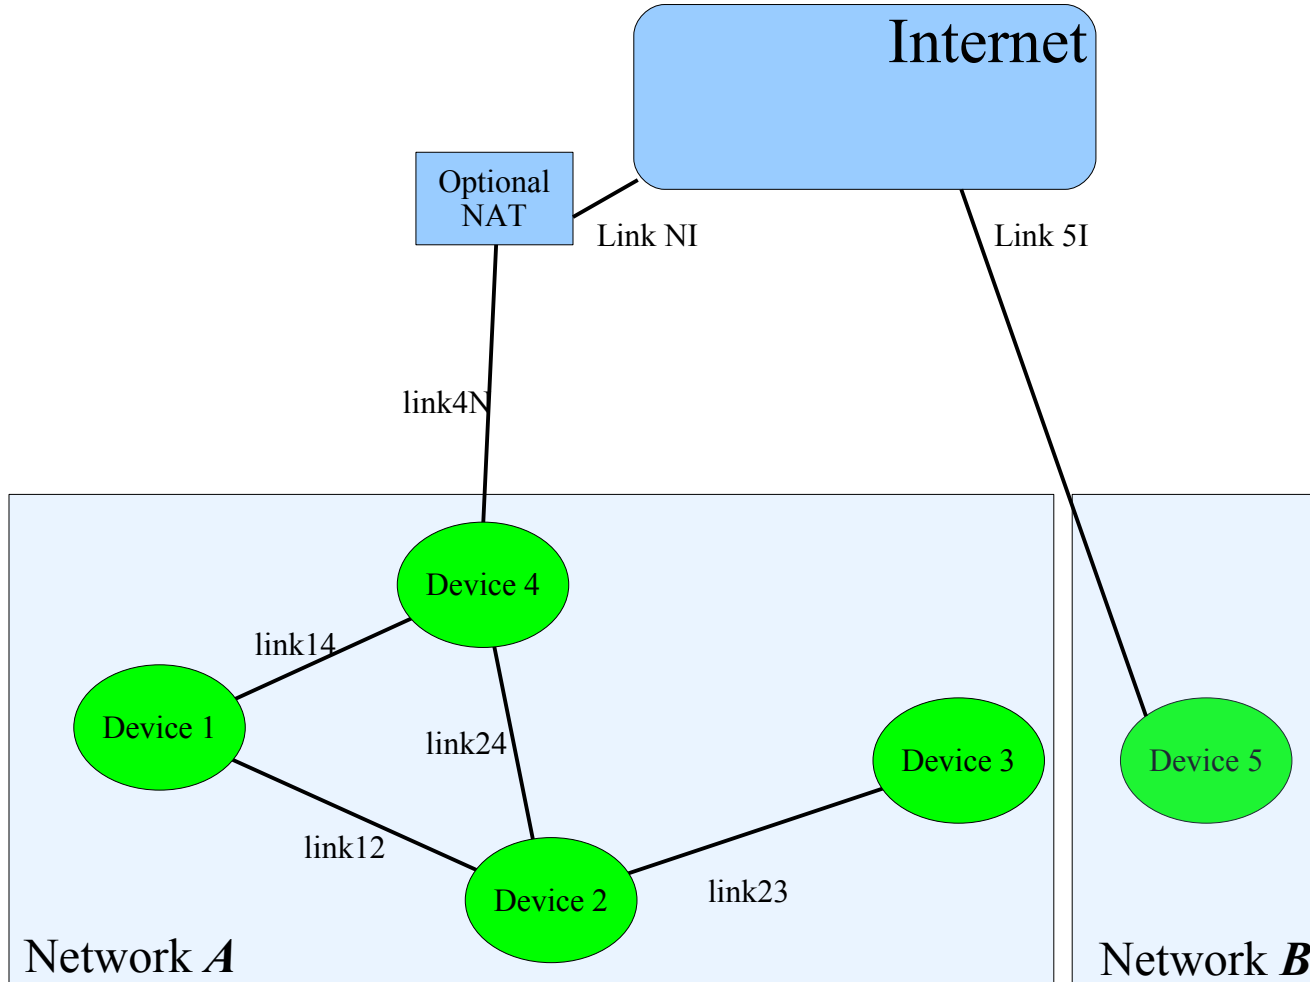 Internet
Optional
NAT
Link NI
Link 5I
link4N
Device 4
link14
Device 1
link24
Device 3
Device 5
link12
link23
Device 2
Network A
Network B